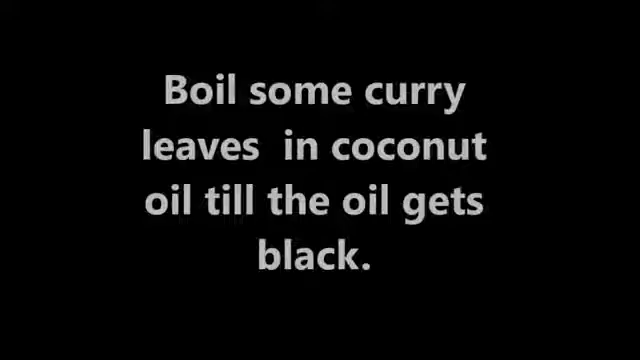 Boil some curry
leaves  in coconut
oil till the oil gets
black.